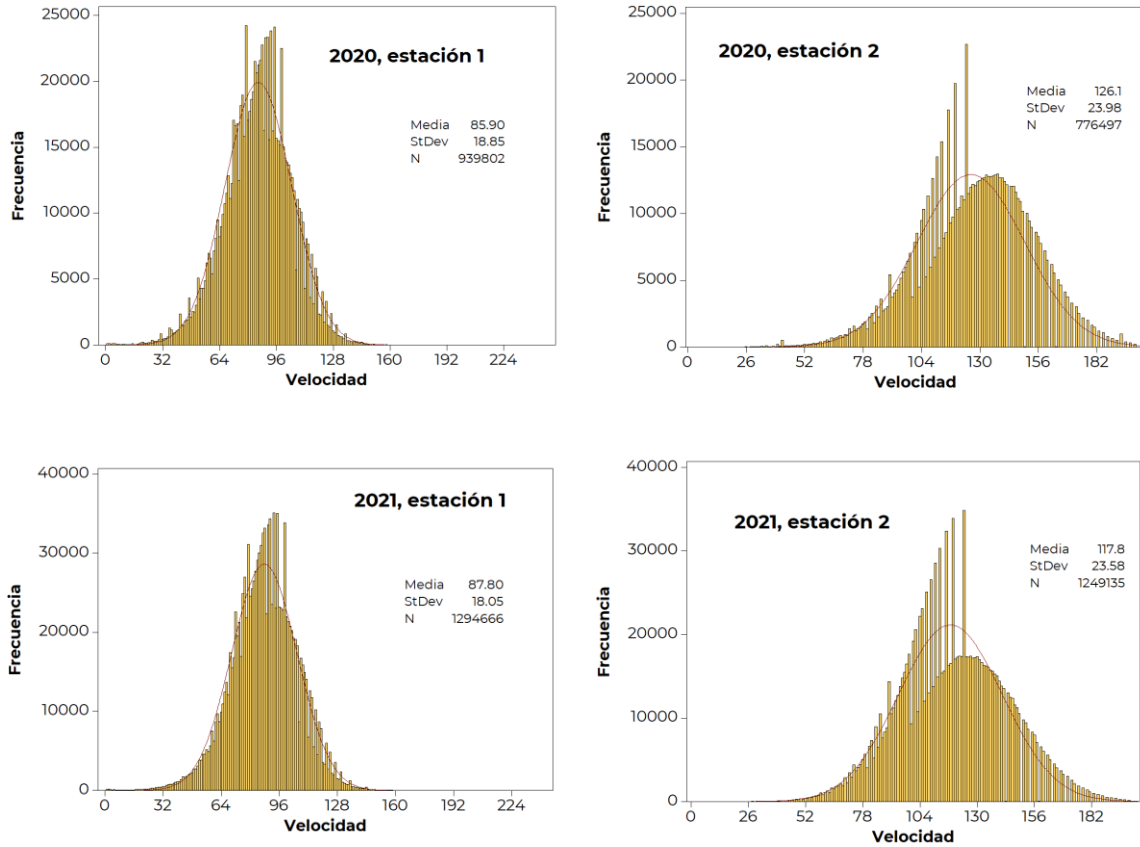 2020, estación 1
Frecuencia
25000
20000
15000
10000
5000
0
Media 85.90
StDev 18.85
N 939802
0 32 64 96 128 160 192 224
Velocidad
2020, estación 2
Frecuencia
25000
20000
15000
10000
5000
0
Media 126.1
StDev 23.98
N 776497
0 26 52 78 104 130 156 182
Velocidad
2021, estación 1
Frecuencia
40000
30000
20000
10000
0
Media 87.80
StDev 18.05
N 1294666
0 32 64 96 128 160 192 224
Velocidad
2021, estación 2
Frecuencia
40000
30000
20000
10000
0
Media 117.8
StDev 23.58
N 1249135
0 26 52 78 104 130 156 182
Velocidad